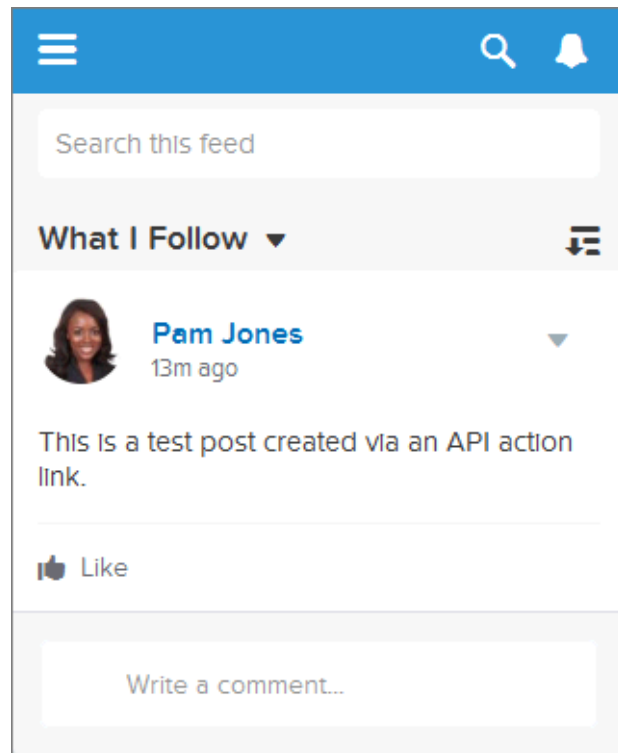 Search this feed
What I Follow
Pam Jones
13m ago
This is a test post created via an API action
link.
Like
Write a comment...